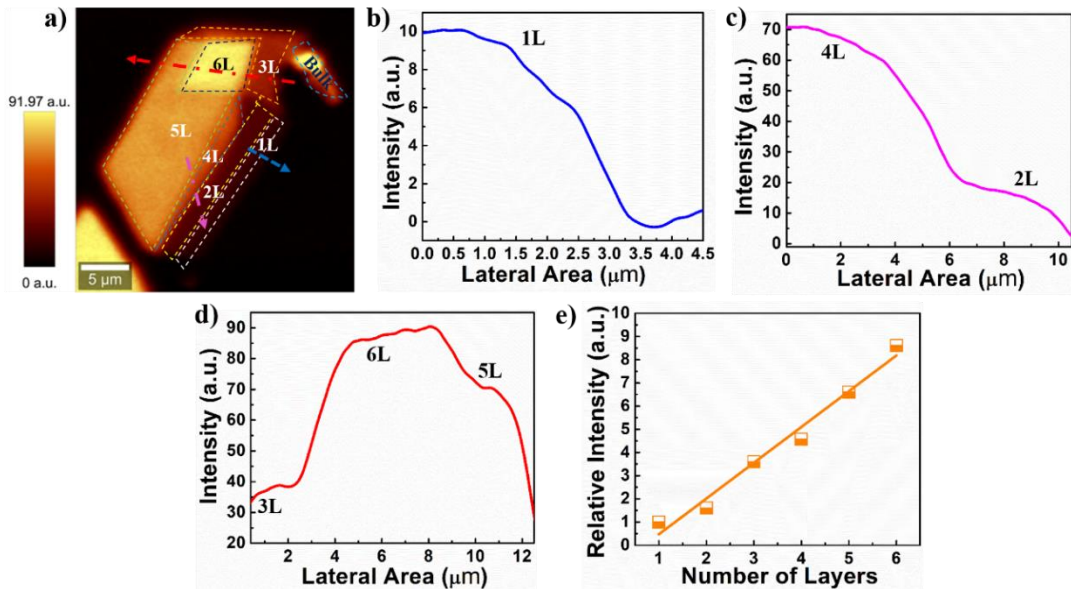 a)
91.97 a.u.
0 a.u.
6L
3L
Bulk
5L
4L
1L
2L
5 µm
b)
1L
Intensity (a.u.)
10
8
6
4
2
0
0.0 0.5 1.0 1.5 2.0 2.5 3.0 3.5 4.0 4.5
Lateral Area (µm)
c)
4L
2L
Intensity (a.u.)
70
60
50
40
30
20
10
0
0 2 4 6 8 10
Lateral Area (µm)
d)
6L
5L
3L
Intensity (a.u.)
90
80
70
60
50
40
30
20
2 4 6 8 10 12
Lateral Area (µm)
e)
Relative Intensity (a.u.)
10
9
8
7
6
5
4
3
2
1
0
1 2 3 4 5 6
Number of Layers